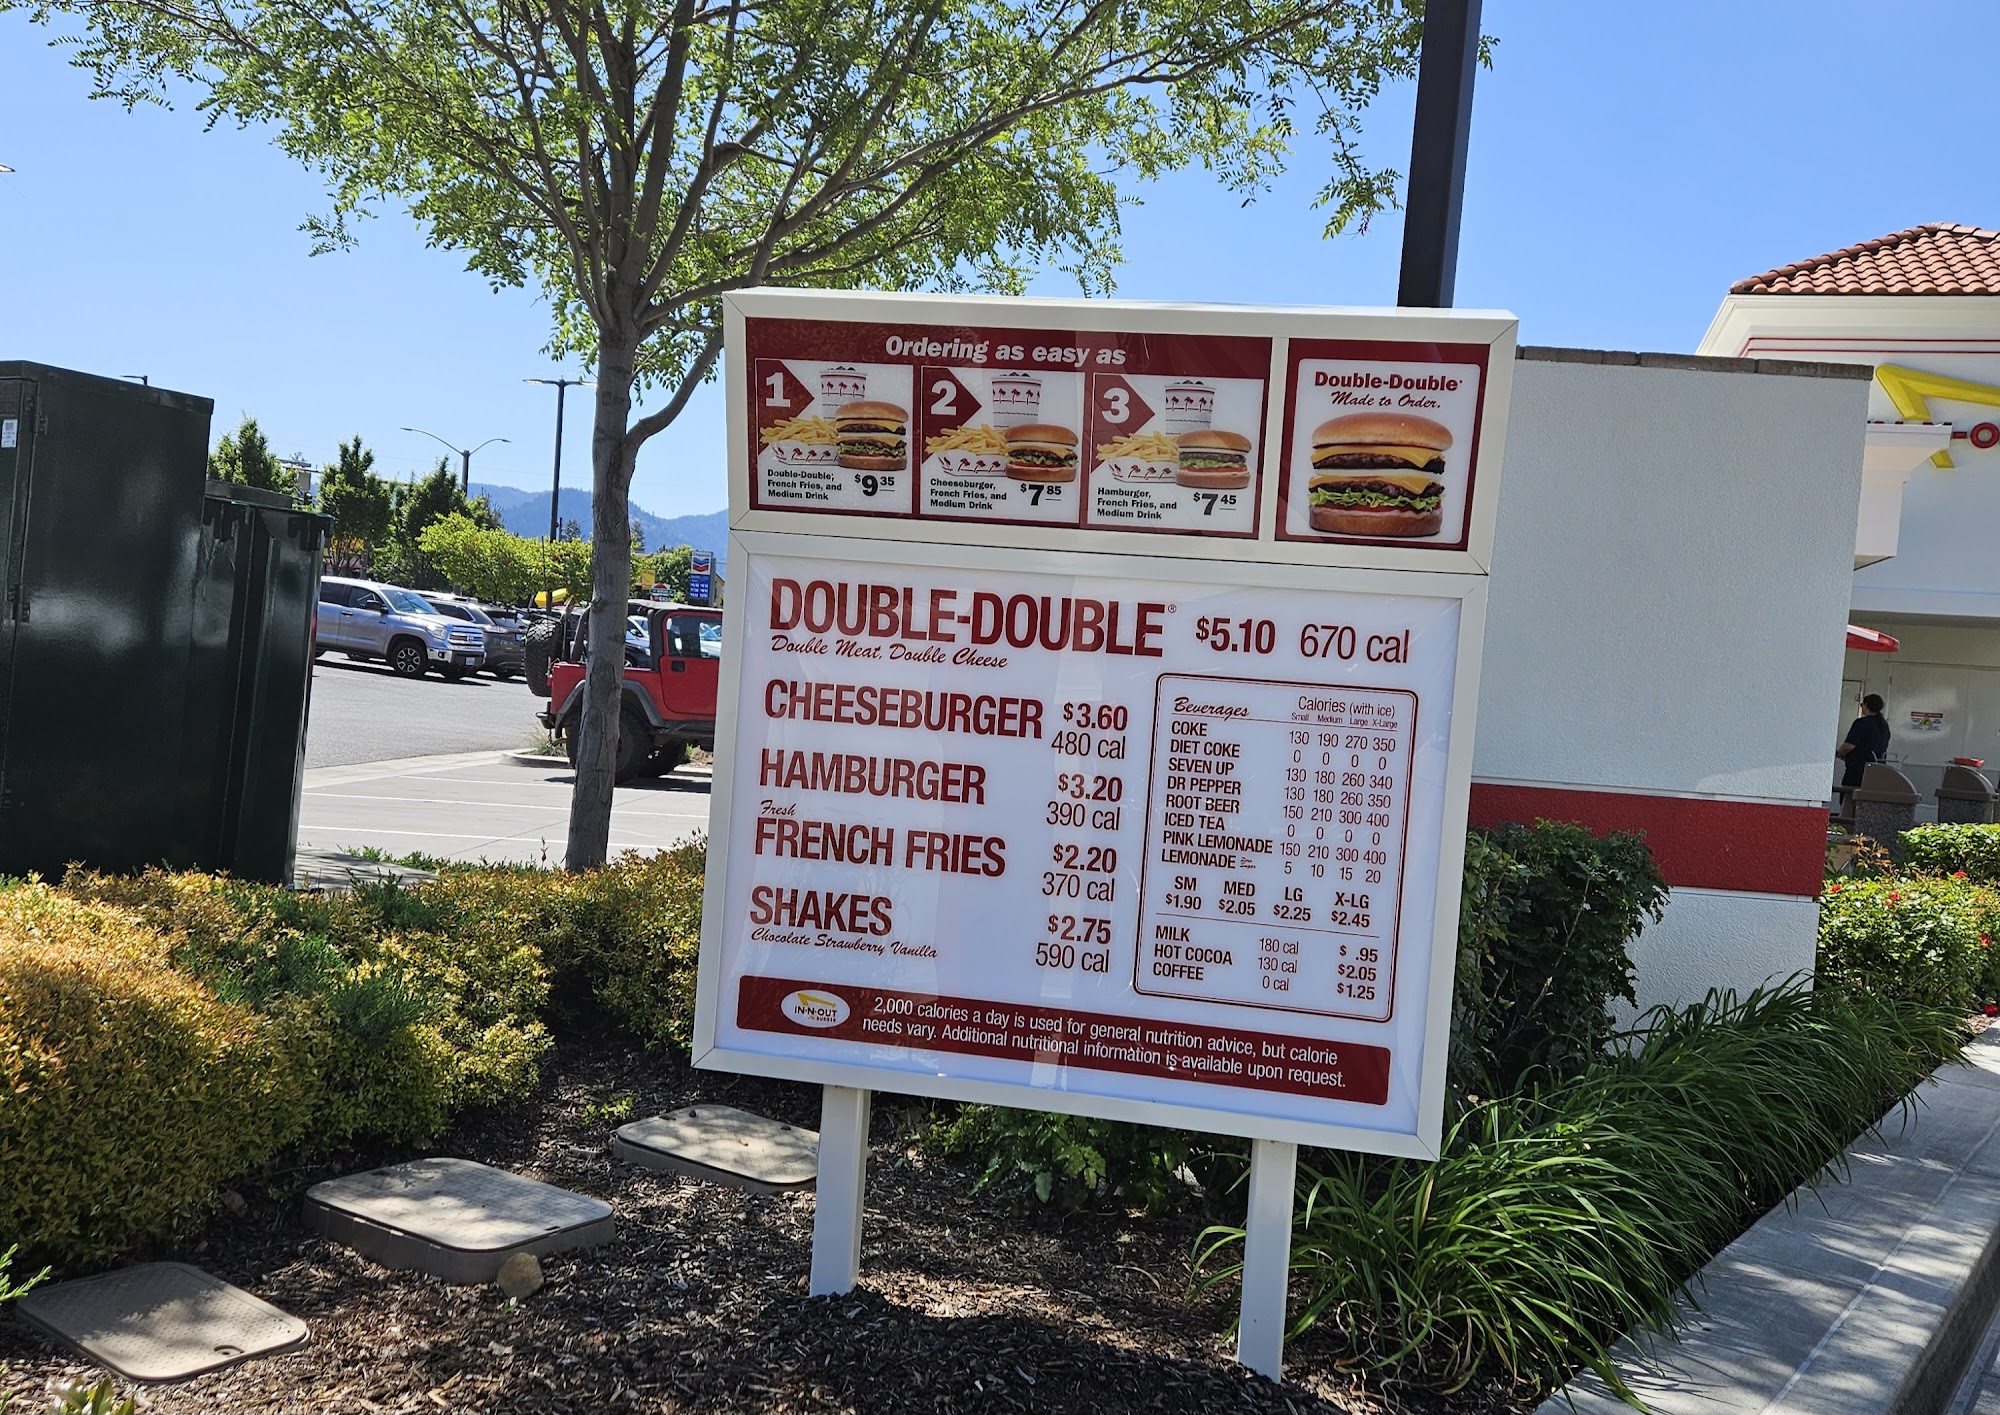 Ordering as easy as
1
Double-Double,
French Fries, and
Medium Drink
$9 35
2
Cheeseburger,
French Fries, and
Medium Drink
$7 85
3
Hamburger,
French Fries, and
Medium Drink
$7 45
Double-Double®
Made to Order.
DOUBLE-DOUBLE® $5.10 670 cal
Double Meat, Double Cheese
CHEESEBURGER $3.60
480 cal
HAMBURGER $3.20
390 cal
Fresh
FRENCH FRIES $2.20
370 cal
SHAKES $2.75
Chocolate Strawberry Vanilla 590 cal
Beverages Calories (with ice)
Small Medium Large X-Large
COKE 130 190 270 350
DIET COKE 0 0 0 0
SEVEN UP 130 180 260 340
DR PEPPER 130 180 260 350
ROOT BEER 150 210 300 400
ICED TEA 0 0 0 0
PINK LEMONADE 150 210 300 400
LEMONADE 5 10 15 20
SM MED LG X-LG
$1.90 $2.05 $2.25 $2.45
MILK 180 cal $ .95
HOT COCOA 130 cal $2.05
COFFEE 0 cal $1.25
IN-N-OUT
BURGER
2,000 calories a day is used for general nutrition advice, but calorie
needs vary. Additional nutritional information is available upon request.